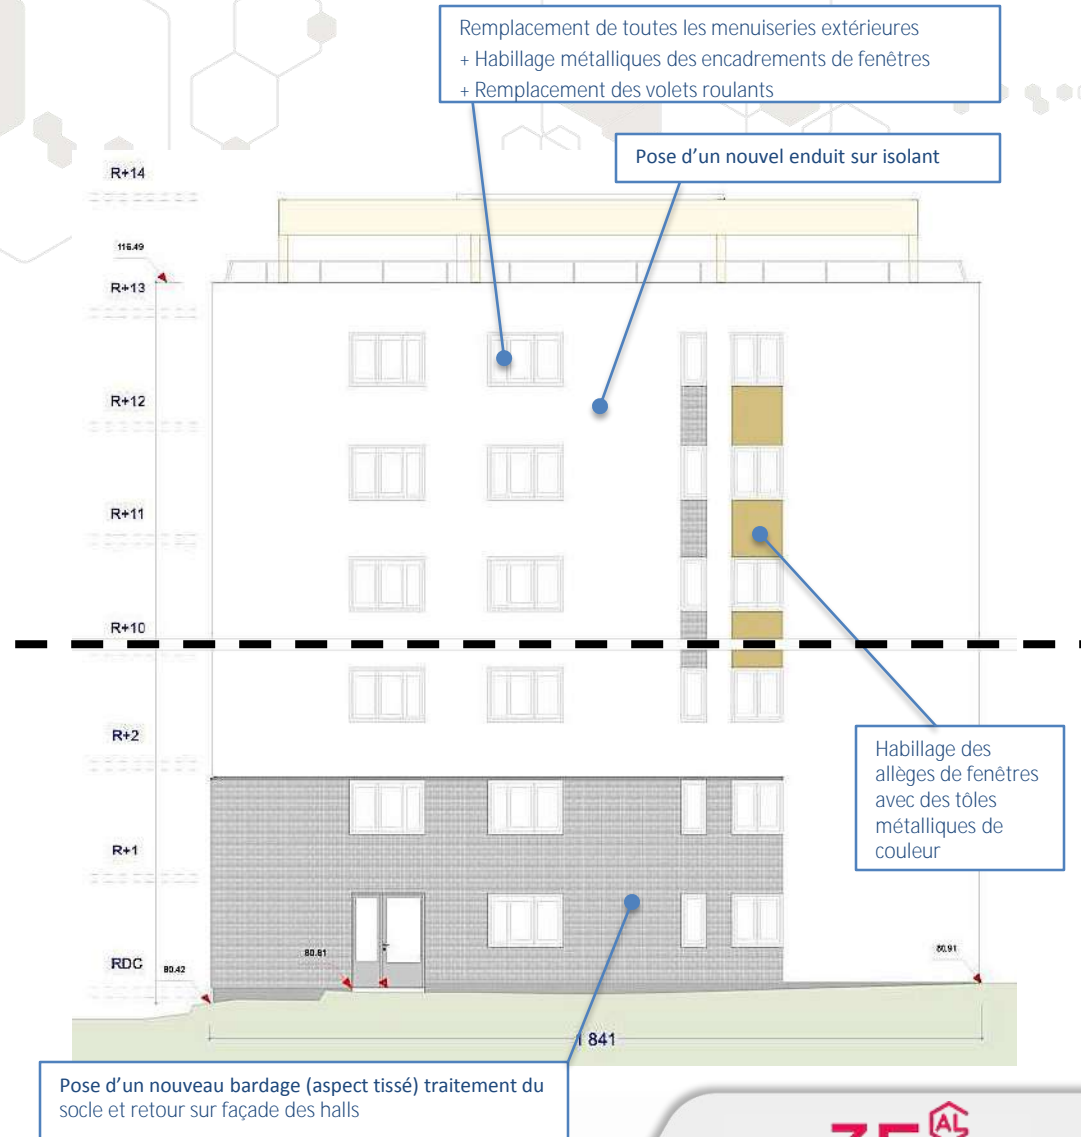 Remplacement de toutes les menuiseries extérieures
+ Habillage métalliques des encadrements de fenêtres
+ Remplacement des volets roulants
Pose d'un nouvel enduit sur isolant
R+14
116.49
R+13
R+12
R+11
R+10
R+2
Habillage des
allèges de fenêtres
avec des tôles
métalliques de
couleur
R+1
RDC
80.42
80.81
80.91
1 841
Pose d'un nouveau bardage (aspect tissé) traitement du
socle et retour sur façade des halls
3F
AL